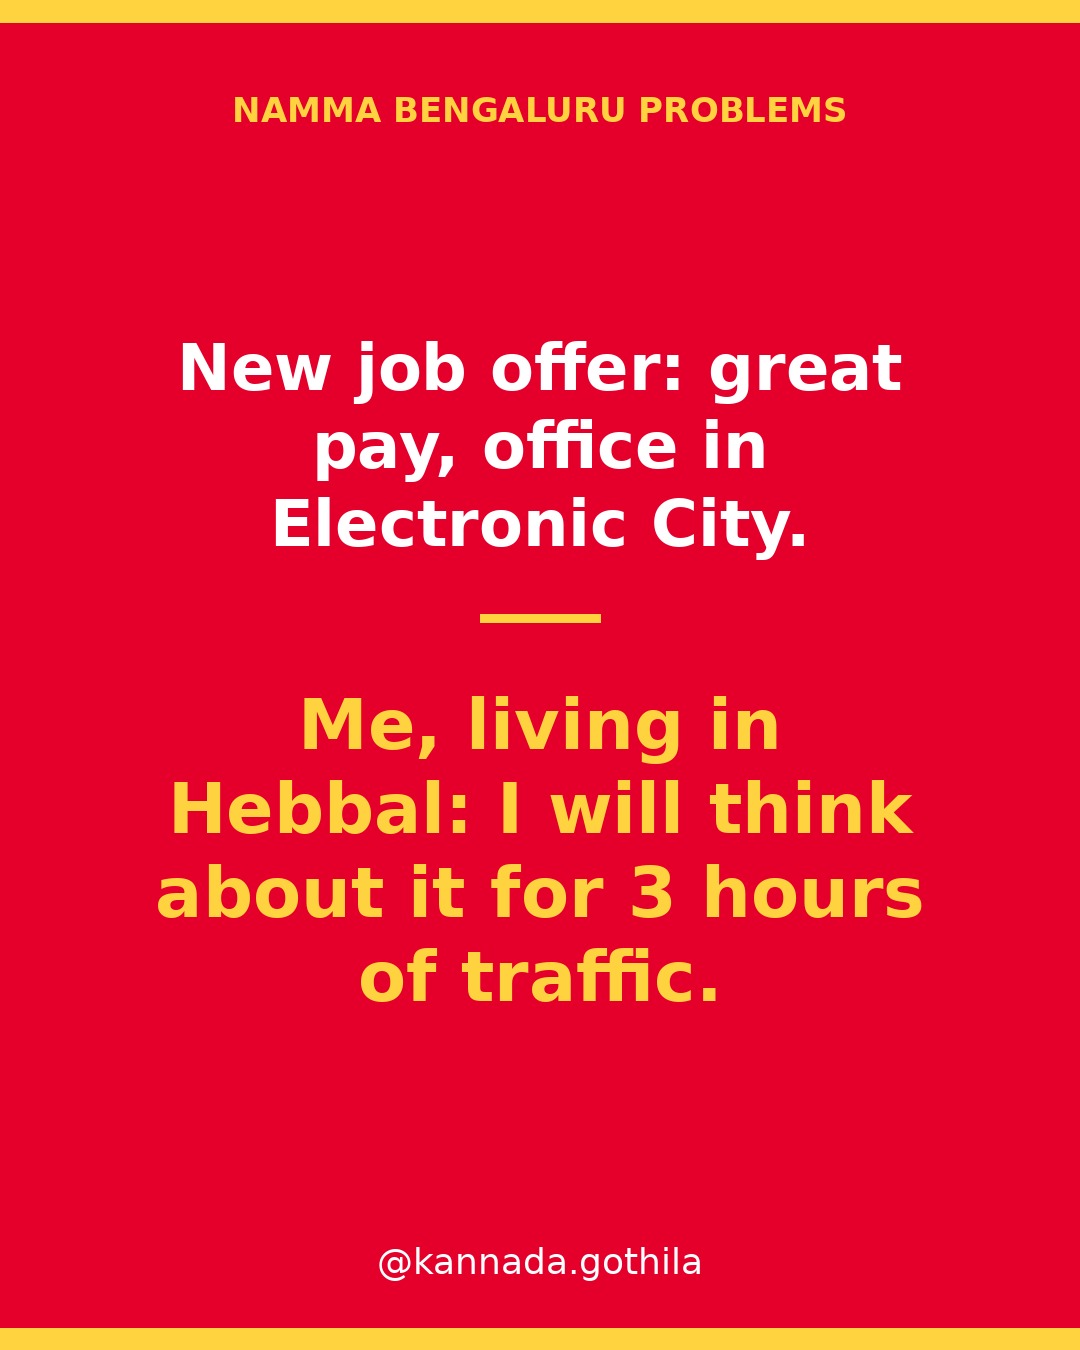 NAMMA BENGALURU PROBLEMS
New job offer: great
pay, office in
Electronic City.
Me, living in
Hebbal: I will think
about it for 3 hours
of traffic.
@kannada.gothila